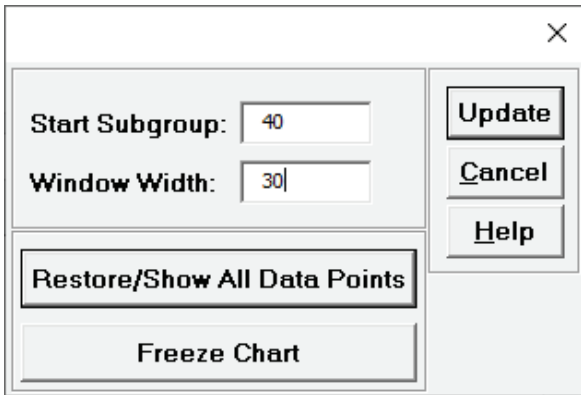 Start Subgroup: 40
Window Width: 30
Update
Cancel
Help
Restore/Show All Data Points
Freeze Chart